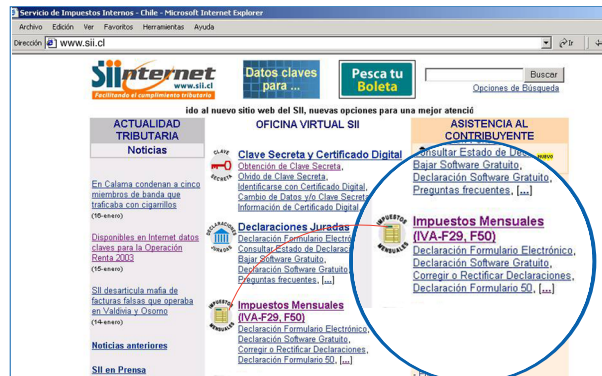 Servicio de Impuestos Internos - Chile - Microsoft Internet Explorer
Archivo Edición Ver Favoritos Herramientas Ayuda
Dirección www.sii.cl Ir
SIInternet
www.sii.cl
Facilitando el cumplimiento tributario
Datos claves
para ...
Pesca tu
Boleta
Buscar
Opciones de Búsqueda
ido al nuevo sitio web del SII, nuevas opciones para una mejor atenció
ACTUALIDAD
TRIBUTARIA
Noticias
En Calama condenan a cinco
miembros de banda que
traficaba con cigarrillos
(16-enero)
Disponibles en Internet datos
claves para la Operación
Renta 2003
(15-enero)
SII desarticula mafia de
facturas falsas que operaba
en Valdivia y Osorno
(14-enero)
Noticias anteriores
SII en Prensa
OFICINA VIRTUAL SII
CLAVE
SECRETA
Clave Secreta y Certificado Digital
Obtención de Clave Secreta,
Olvido de Clave Secreta,
Identificarse con Certificado Digital,
Cambio de Datos y/o Clave Secreta
Información de Certificado Digital
DECLARACIONES
JURADAS
Declaraciones Juradas
Declaración Formulario Electró
Consultar Estado de
Bajar Software Gratuito,
Declaración Software Gratuito
Preguntas frecuentes, [...]
IMPUESTOS
MENSUALES
Impuestos Mensuales
(IVA-F29, F50)
Declaración Formulario Electrónico,
Declaración Software Gratuito,
Corregir o Rectificar Declaraciones,
Declaración Formulario 50, [...]
ASISTENCIA AL
CONTRIBUYENTE
Consultar Estado de Dec
NUEVO
Bajar Software Gratuito,
Declaración Software Gratuito,
Preguntas frecuentes, [...]
IMPUESTOS
MENSUALES
Impuestos Mensuales
(IVA-F29, F50)
Declaración Formulario Electrónico,
Declaración Software Gratuito,
Corregir o Rectificar Declaraciones,
Declaración Formulario 50, [...]